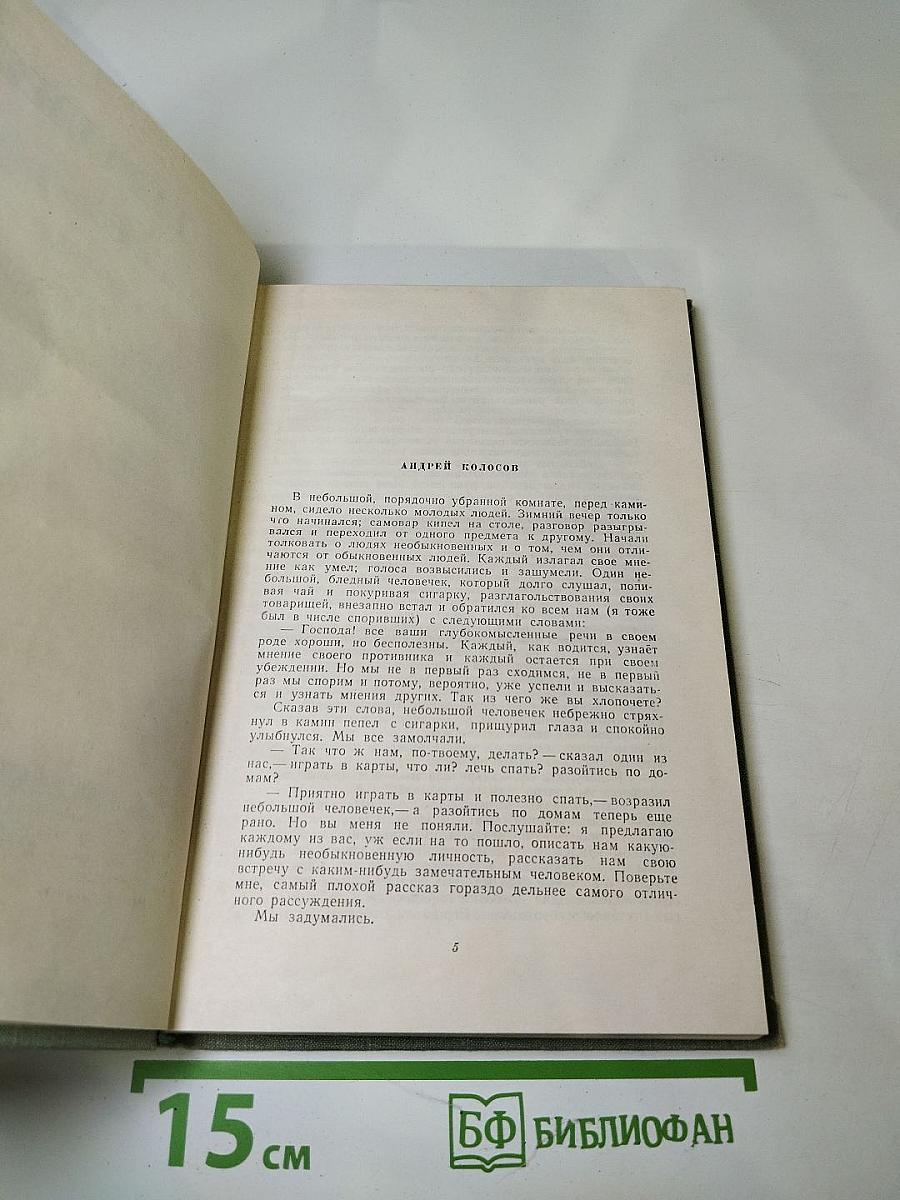 АНДРЕЙ КОЛОСОВ
В небольшой, порядочно убранной комнате, перед ками-
ном, сидело несколько молодых людей. Зимний вечер только
что начинался; самовар кипел на столе, разговор разыгры-
вался и переходил от одного предмета к другому. Начали
толковать о людях необыкновенных и о том, чем они отли-
чаются от обыкновенных людей. Каждый излагал свое мне-
ние как умел; голоса возвысились и зашумели. Один не-
большой, бледный человечек, который долго слушал, попи-
вая чай и покуривая сигарку, разглагольствования своих
товарищей, внезапно встал и обратился ко всем нам (я тоже
был в числе споривших) с следующими словами:
— Господа! все ваши глубокомысленные речи в своем
роде хороши, но бесполезны. Каждый, как водится, узнаёт
мнение своего противника и каждый остается при своем
убеждении. Но мы не в первый раз сходимся, не в первый
раз мы спорим и потому, вероятно, уже успели и высказать-
ся и узнать мнения других. Так из чего же вы хлопочете?
Сказав эти слова, небольшой человечек небрежно стрях-
нул в камин пепел с сигарки, прищурил глаза и спокойно
улыбнулся. Мы все замолчали.
— Так что ж нам, по-твоему, делать? — сказал один из
нас,— играть в карты, что ли? лечь спать? разойтись по до-
мам?
— Приятно играть в карты и полезно спать,— возразил
небольшой человечек,— а разойтись по домам теперь еще
рано. Но вы меня не поняли. Послушайте: я предлагаю
каждому из вас, уж если на то пошло, описать нам какую-
нибудь необыкновенную личность, рассказать нам свою
встречу с каким-нибудь замечательным человеком. Поверьте
мне, самый плохой рассказ гораздо дельнее самого отлич-
ного рассуждения.
Мы задумались.
5
15 см
БФ БИБЛИОФАН